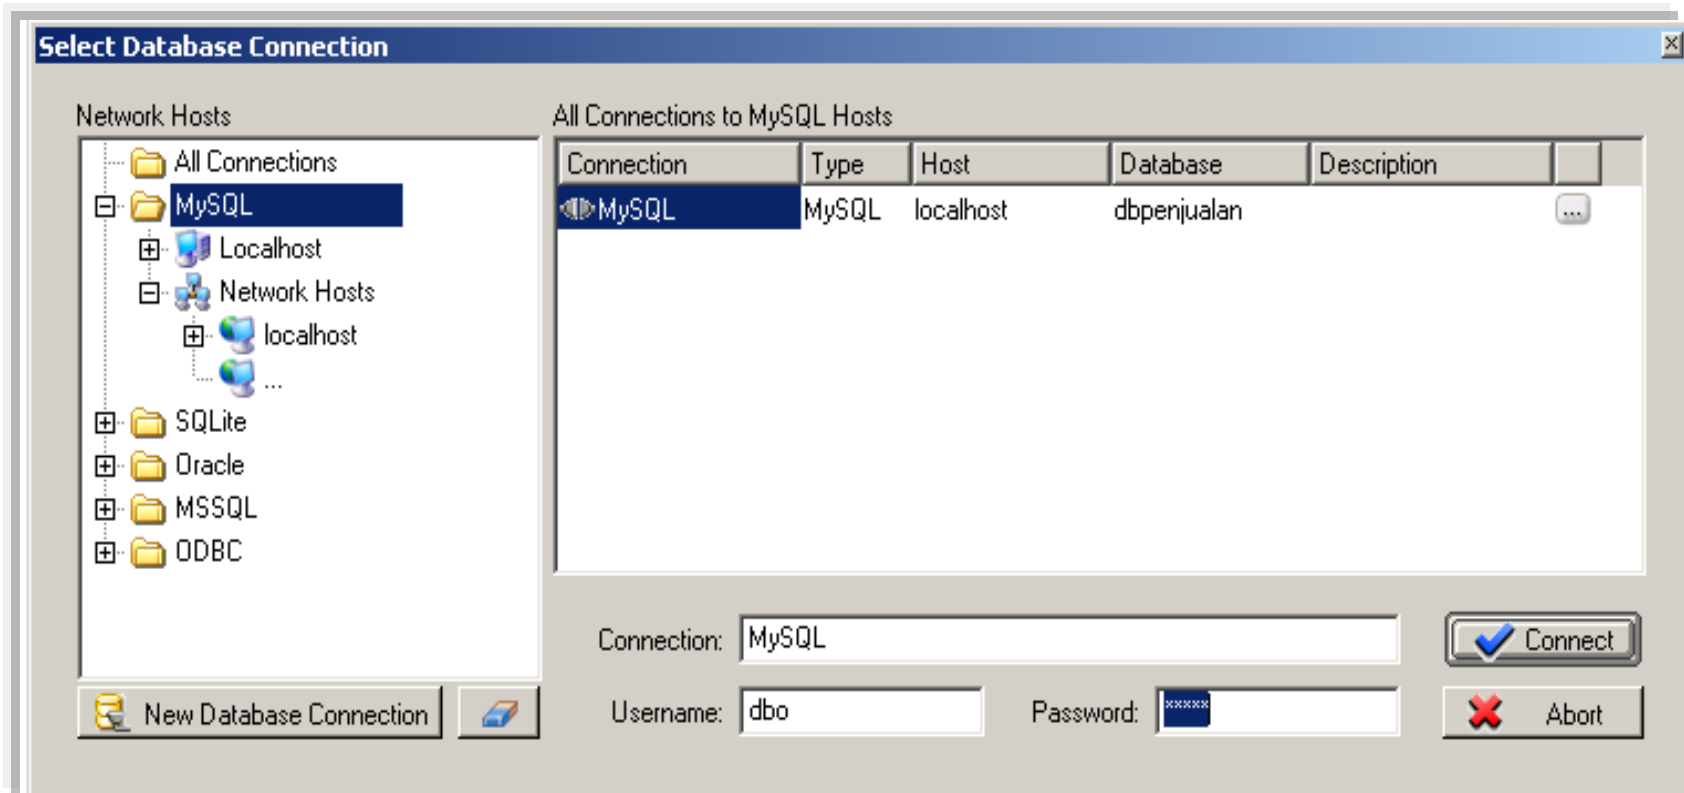 Select Database Connection
Network Hosts
All Connections
MySQL
Localhost
Network Hosts
localhost
...
SQLite
Oracle
MSSQL
ODBC
New Database Connection
All Connections to MySQL Hosts
Connection Type Host Database Description
MySQL MySQL localhost dbpenjualan ...
Connection: MySQL
Connect
Username: dbo Password: *****
Abort